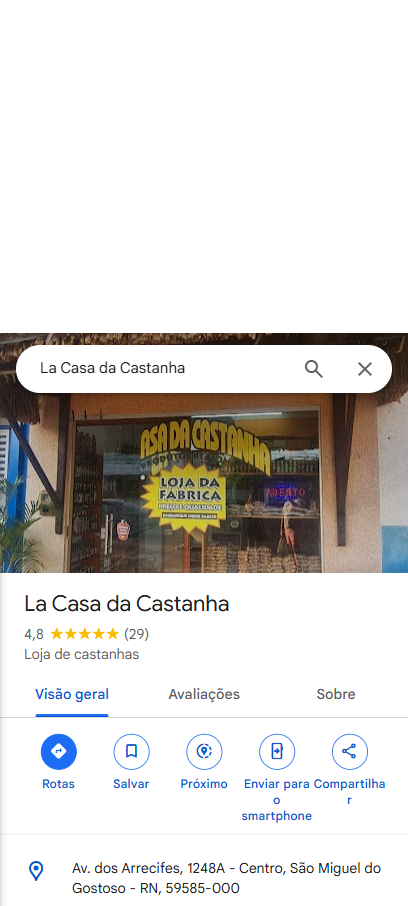 La Casa da Castanha
ASA DA CASTANHA
LOJA DA
FABRICA
PREÇO E QUALIDADE
ABERTO
La Casa da Castanha
4,8 (29)
Loja de castanhas
Visão geral
Avaliações
Sobre
Rotas
Salvar
Próximo
Enviar para
o
smartphone
Compartilha
r
Av. dos Arrecifes, 1248A - Centro, São Miguel do
Gostoso - RN, 59585-000